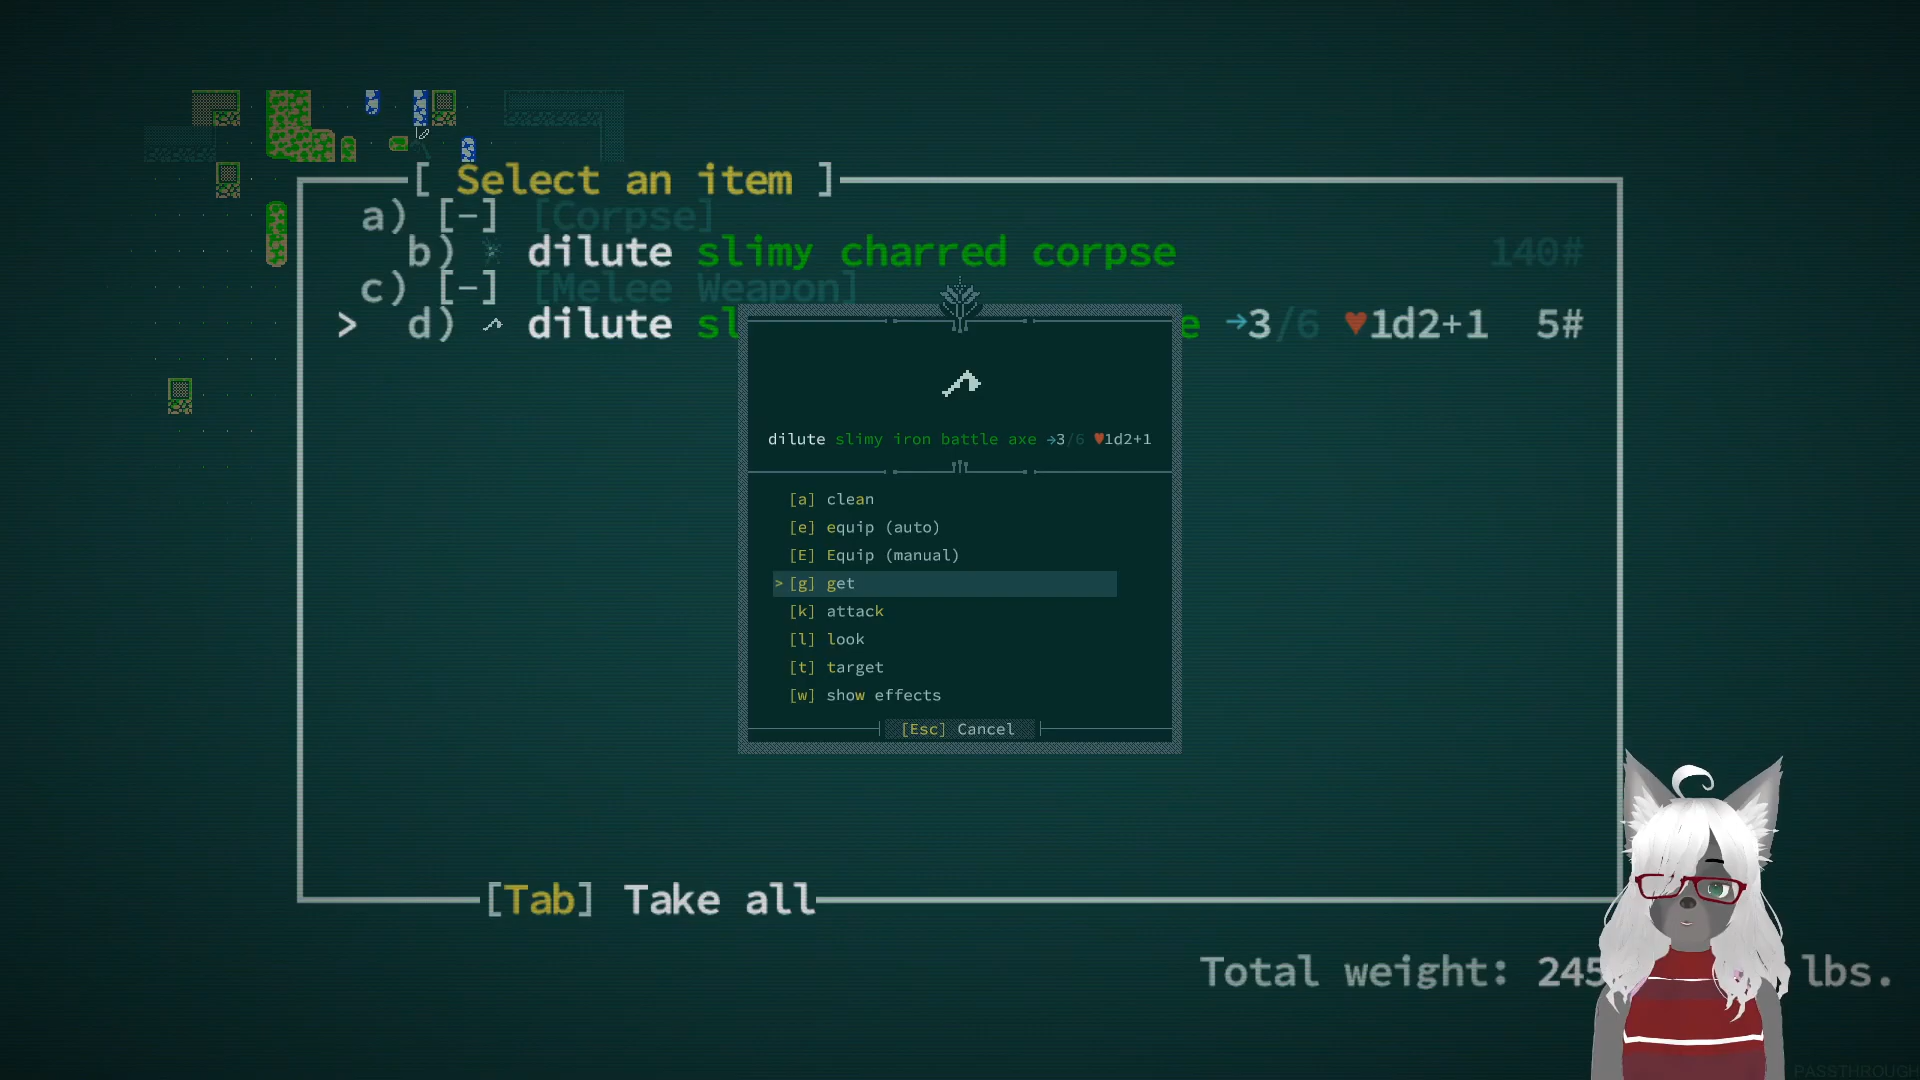 [ Select an item ]
a) [-] [Corpse]
b) dilute slimy charred corpse 140#
c) [-] [Melee Weapon]
> d) dilute sl e →3/6 ♥1d2+1 5#
dilute slimy iron battle axe →3/6 ♥1d2+1
[a] clean
[e] equip (auto)
[E] Equip (manual)
>[g] get
[k] attack
[l] look
[t] target
[w] show effects
[Esc] Cancel
[Tab] Take all
Total weight: 245 lbs.
PASSTHROUGH